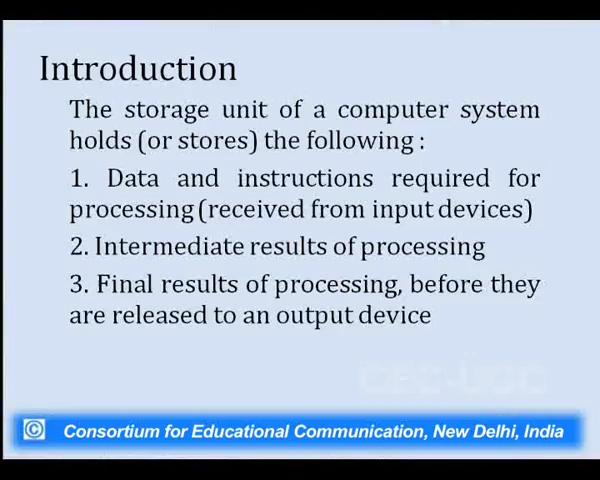 Introduction
The storage unit of a computer system
holds (or stores) the following :
1. Data and instructions required for
processing (received from input devices)
2. Intermediate results of processing
3. Final results of processing, before they
are released to an output device
CEC-UGC
© Consortium for Educational Communication, New Delhi, India